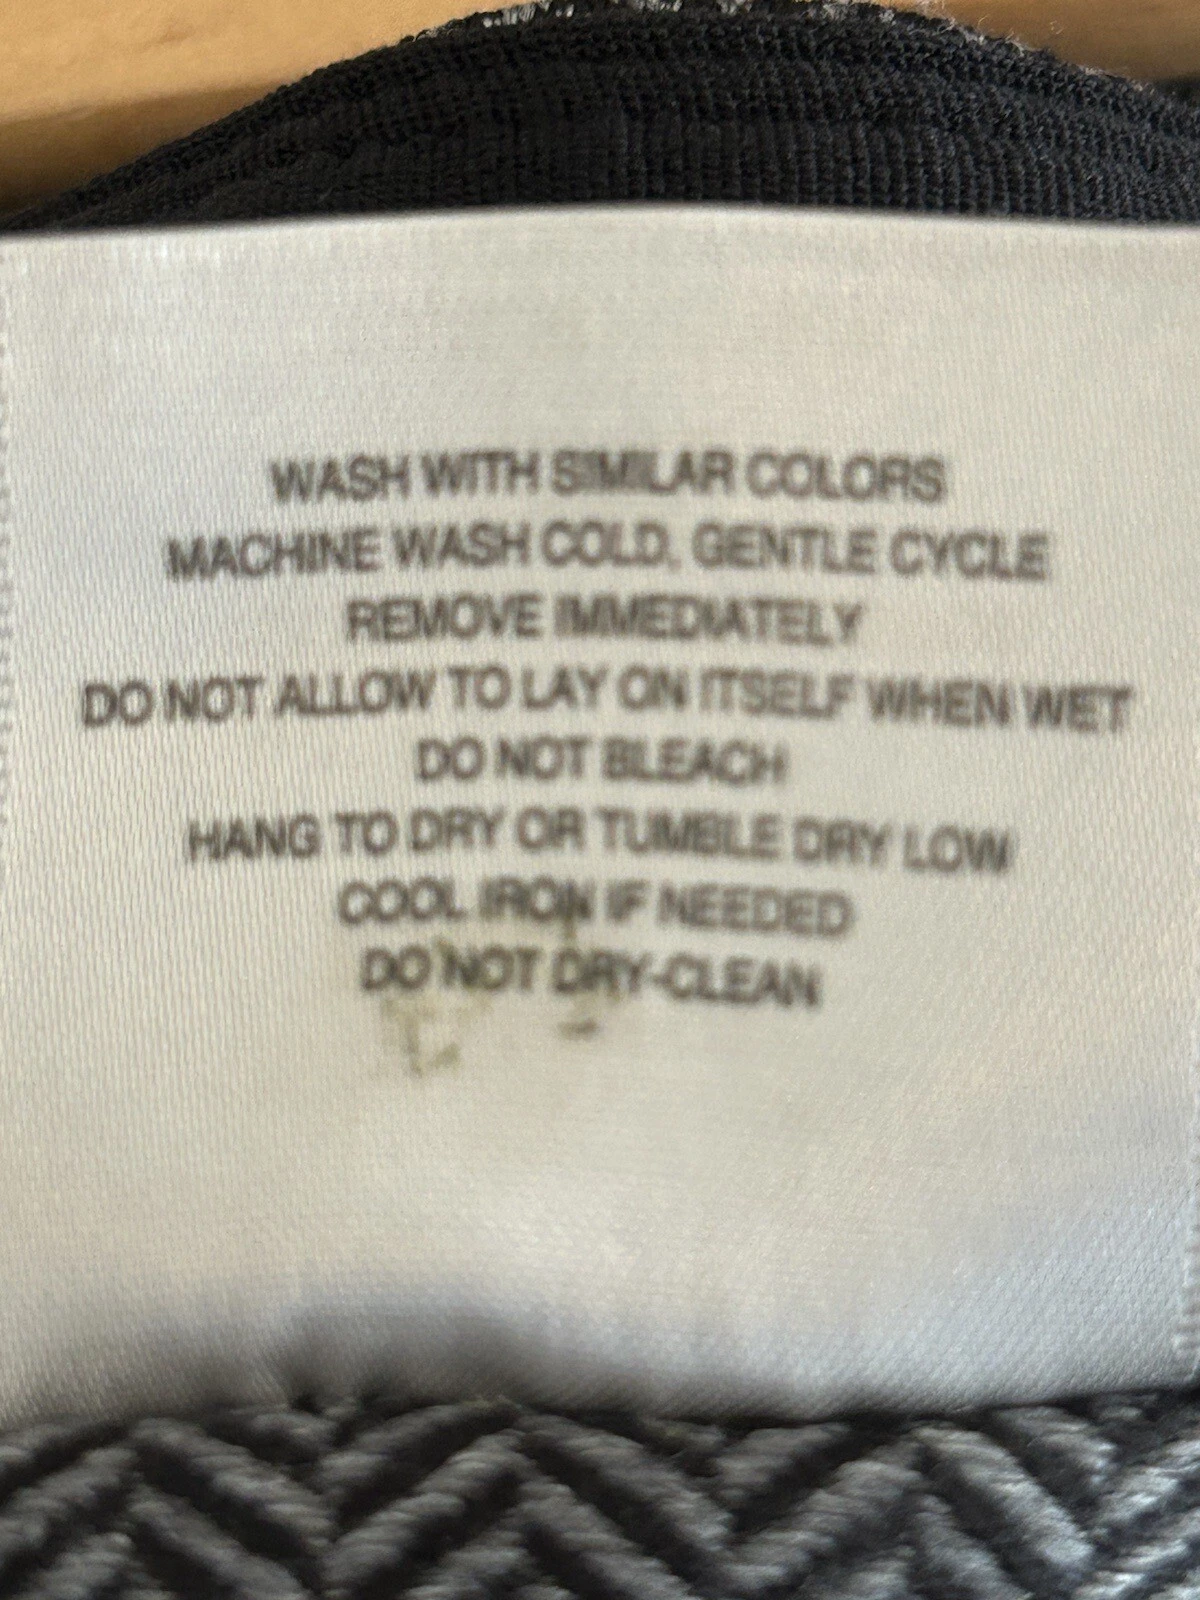 WASH WITH SIMILAR COLORS
MACHINE WASH COLD, GENTLE CYCLE
REMOVE IMMEDIATELY
DO NOT ALLOW TO LAY ON ITSELF WHEN WET
DO NOT BLEACH
HANG TO DRY OR TUMBLE DRY LOW
COOL IRON IF NEEDED
DO NOT DRY-CLEAN